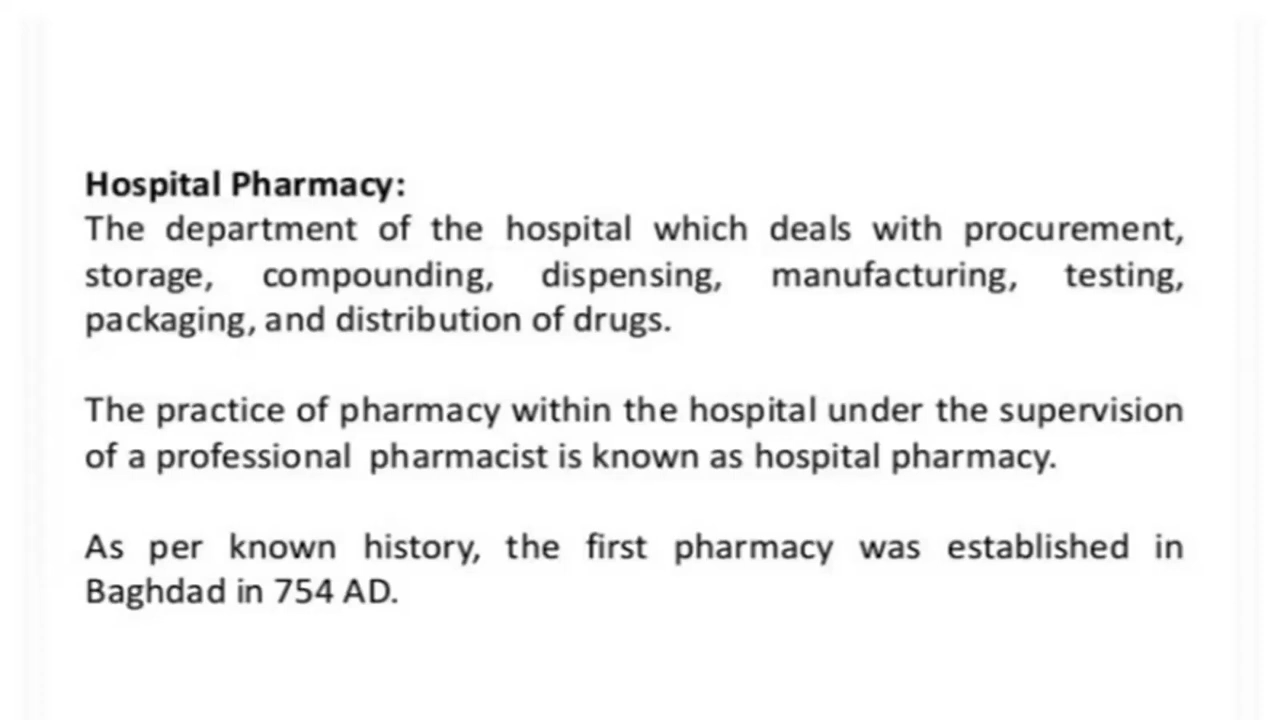 Hospital Pharmacy:
The department of the hospital which deals with procurement,
storage, compounding, dispensing, manufacturing, testing,
packaging, and distribution of drugs.
The practice of pharmacy within the hospital under the supervision
of a professional pharmacist is known as hospital pharmacy.
As per known history, the first pharmacy was established in
Baghdad in 754 AD.